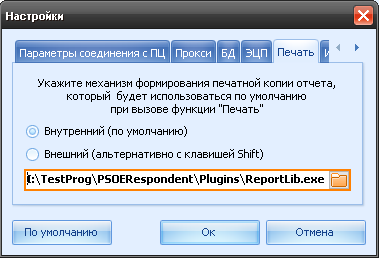 Настройки
Параметры соединения с ПЦ Прокси БД ЭЦП Печать И
Укажите механизм формирования печатной копии отчета,
который будет использоваться по умолчанию
при вызове функции "Печать"
Внутренний (по умолчанию)
Внешний (альтернативно с клавишей Shift)
:\TestProg\PSOERespondent\Plugins\ReportLib.exe
По умолчанию Ок Отмена